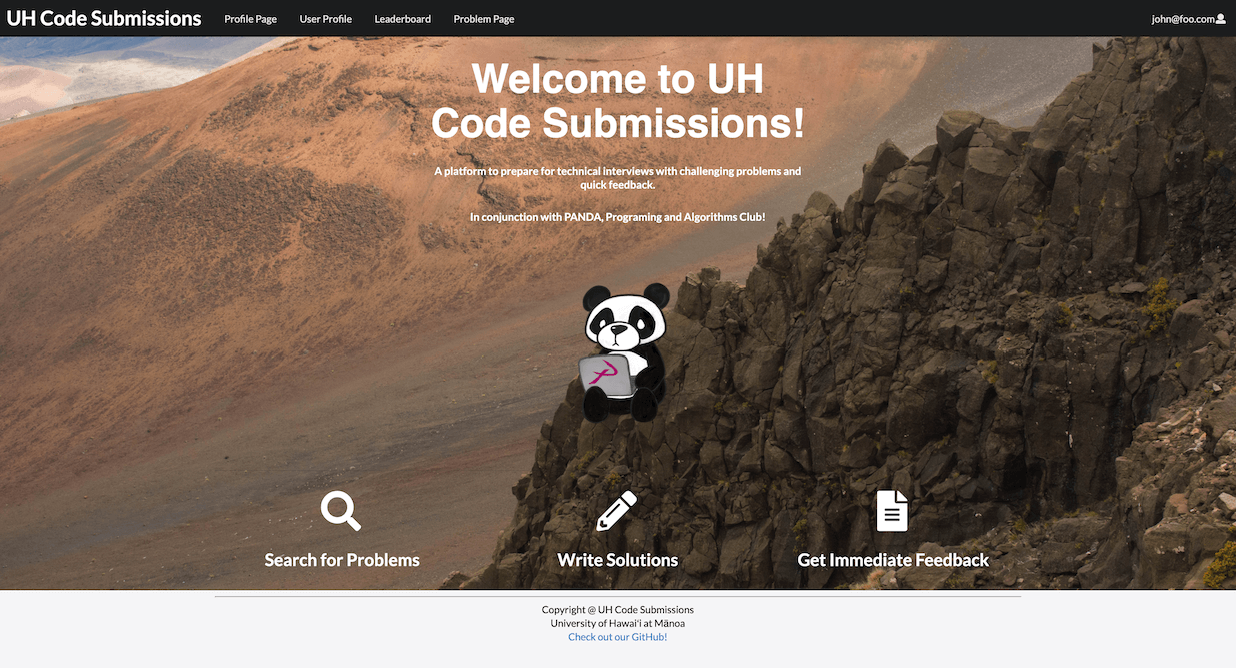 UH Code Submissions Profile Page User Profile Leaderboard Problem Page john@foo.com
Welcome to UH
Code Submissions!
A platform to prepare for technical interviews with challenging problems and
quick feedback.
In conjunction with PANDA, Programing and Algorithms Club!
Search for Problems Write Solutions Get Immediate Feedback
Copyright @ UH Code Submissions
University of Hawaiʻi at Mānoa
Check out our GitHub!